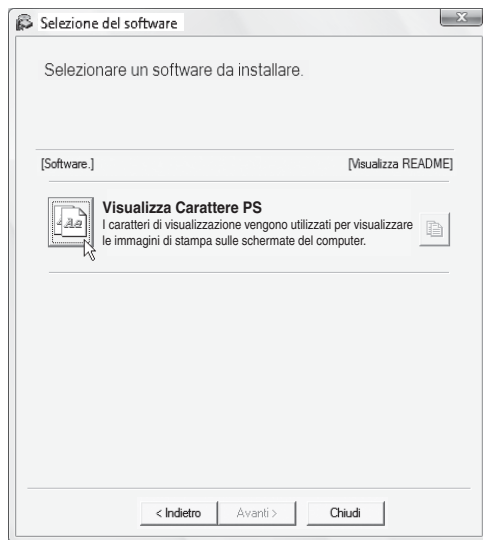 Selezione del software
Selezionare un software da installare.
[Software.] [Visualizza README]
Visualizza Carattere PS
I caratteri di visualizzazione vengono utilizzati per visualizzare
le immagini di stampa sulle schermate del computer.
< Indietro Avanti > Chiudi